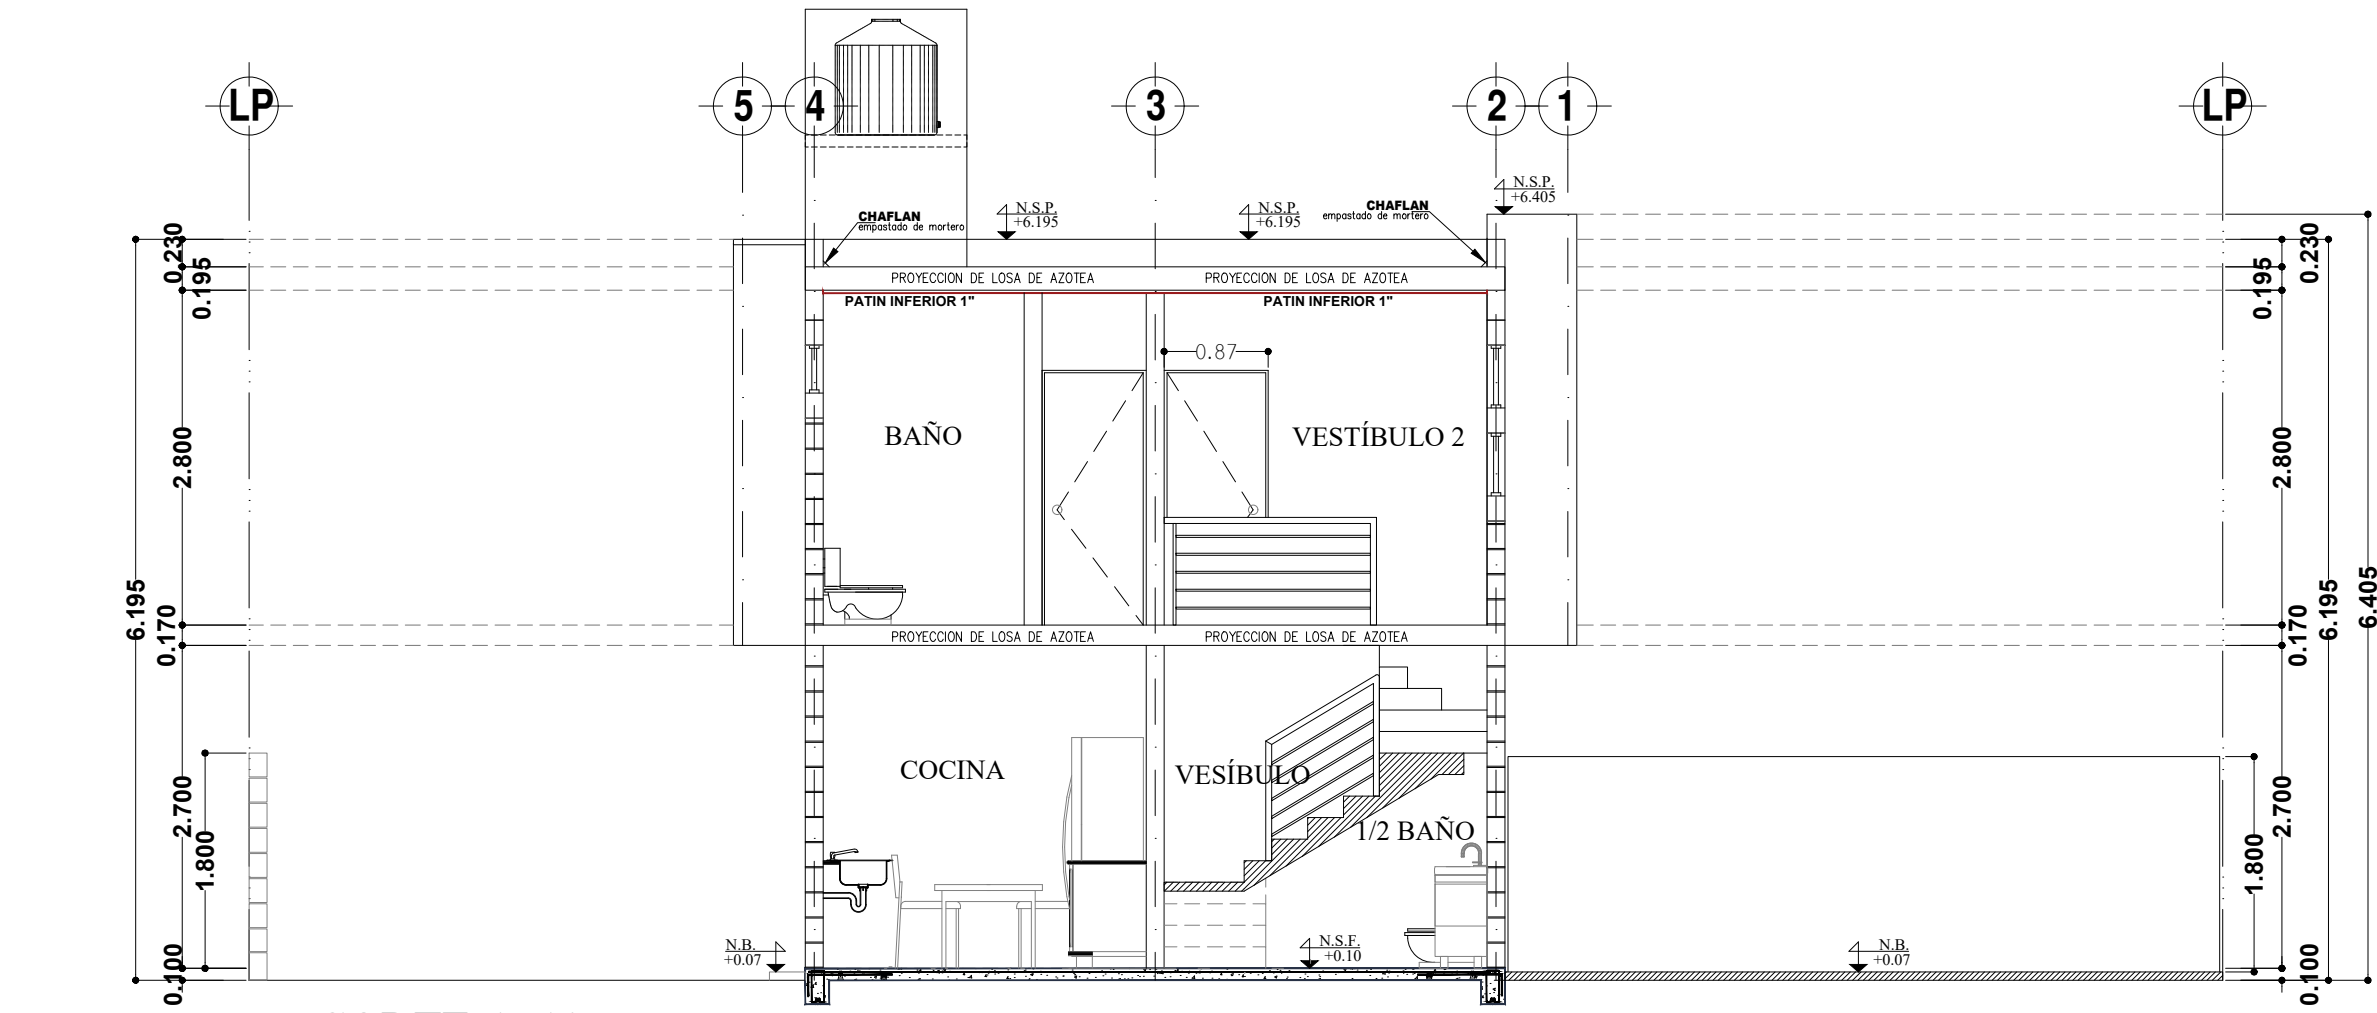 LP
5
4
3
2
1
LP
N.S.P.
+6.405
N.S.P.
+6.195
N.S.P.
+6.195
CHAFLAN
empastado de mortero
CHAFLAN
empastado de mortero
0.230
0.195
0.230
0.195
PROYECCION DE LOSA DE AZOTEA
PROYECCION DE LOSA DE AZOTEA
PATIN INFERIOR 1"
PATIN INFERIOR 1"
0.87
BAÑO
VESTÍBULO 2
2.800
2.800
6.195
0.170
0.170
6.195
6.405
PROYECCION DE LOSA DE AZOTEA
PROYECCION DE LOSA DE AZOTEA
COCINA
VESÍBULO
1/2 BAÑO
2.700
1.800
1.800
2.700
N.B.
+0.07
N.S.F.
+0.10
N.B.
+0.07
0.100
0.100